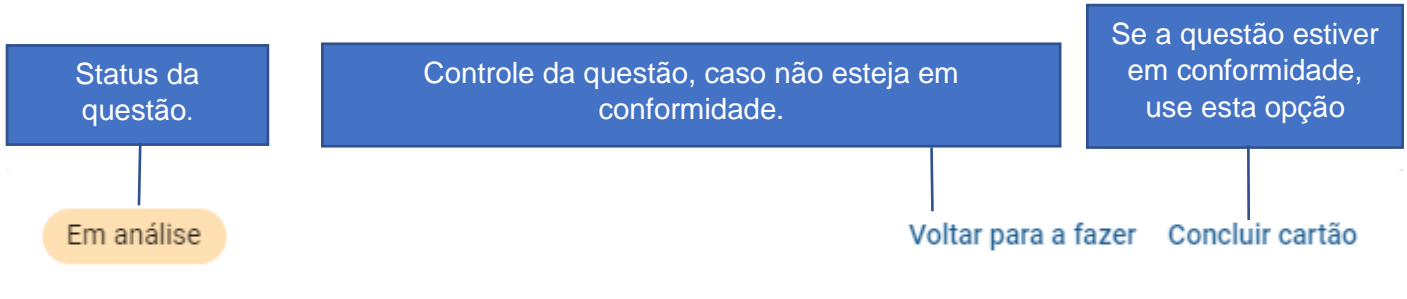 Status da
questão.
Controle da questão, caso não esteja em
conformidade.
Se a questão estiver
em conformidade,
use esta opção
Em análise
Voltar para a fazer
Concluir cartão